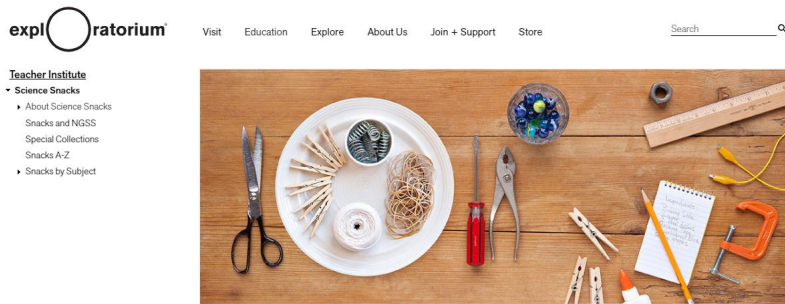 expl ratorium®
Visit
Education
Explore
About Us
Join + Support
Store
Search
Teacher Institute
Science Snacks
About Science Snacks
Snacks and NGSS
Special Collections
Snacks A-Z
Snacks by Subject